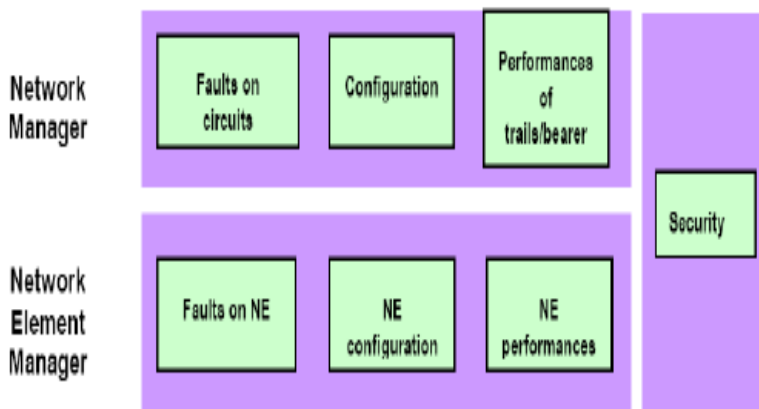 Network
Manager
Faults on
circuits
Configuration
Performances
of
trails/bearer
Security
Network
Element
Manager
Faults on NE
NE
configuration
NE
performances